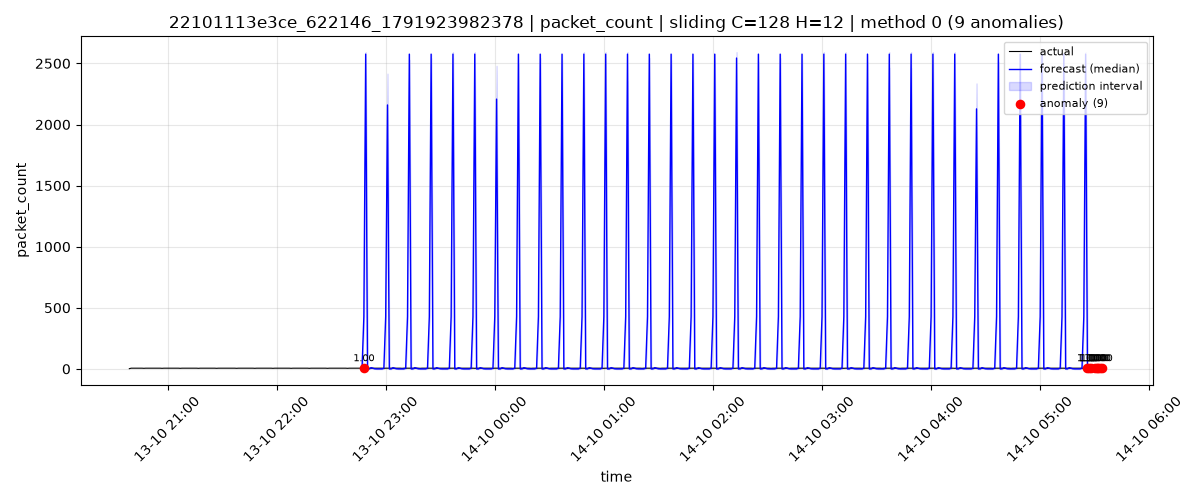 22101113e3ce_622146_1791923982378 | packet_count | sliding C=128 H=12 | method 0 (9 anomalies)
packet_count
2500
2000
1500
1000
500
0
actual
forecast (median)
prediction interval
anomaly (9)
1.00
13-10 21:00
13-10 22:00
13-10 23:00
14-10 00:00
14-10 01:00
14-10 02:00
14-10 03:00
14-10 04:00
14-10 05:00
14-10 06:00
time